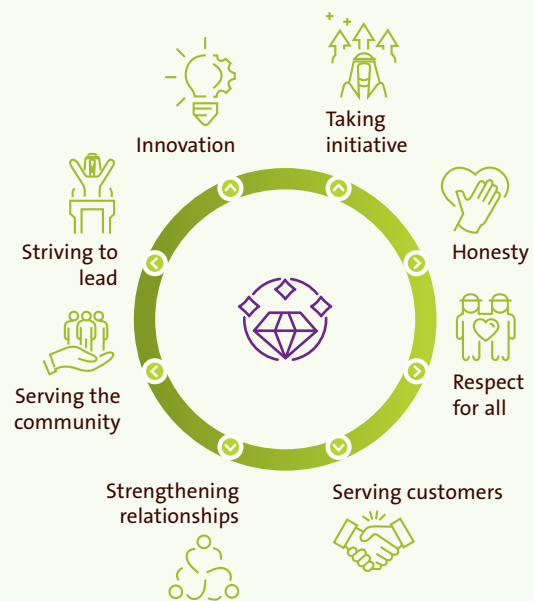 Taking
initiative
Innovation
Honesty
Striving to
lead
Respect
for all
Serving the
community
Strengthening
relationships
Serving customers